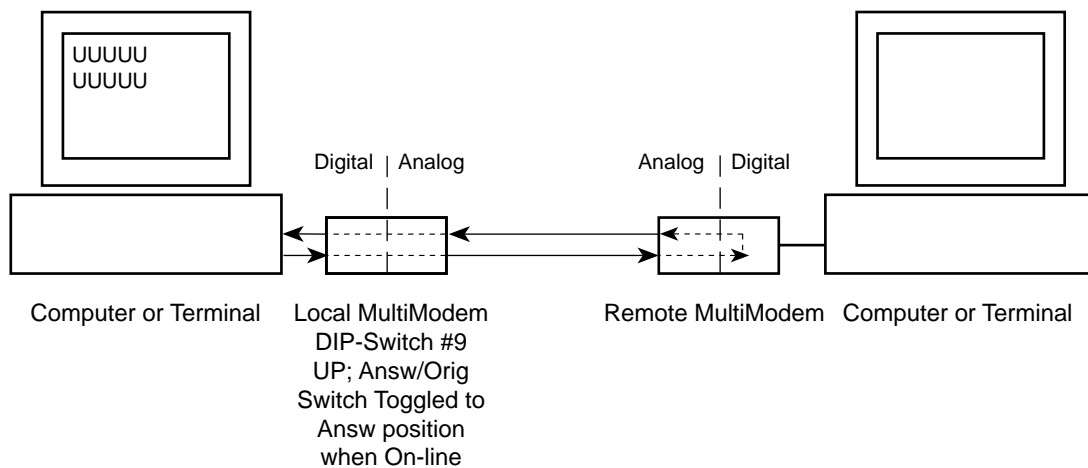 UUUUU
UUUUU
Digital Analog
Analog Digital
Computer or Terminal
Local MultiModem
DIP-Switch #9
UP; Answ/Orig
Switch Toggled to
Answ position
when On-line
Remote MultiModem
Computer or Terminal